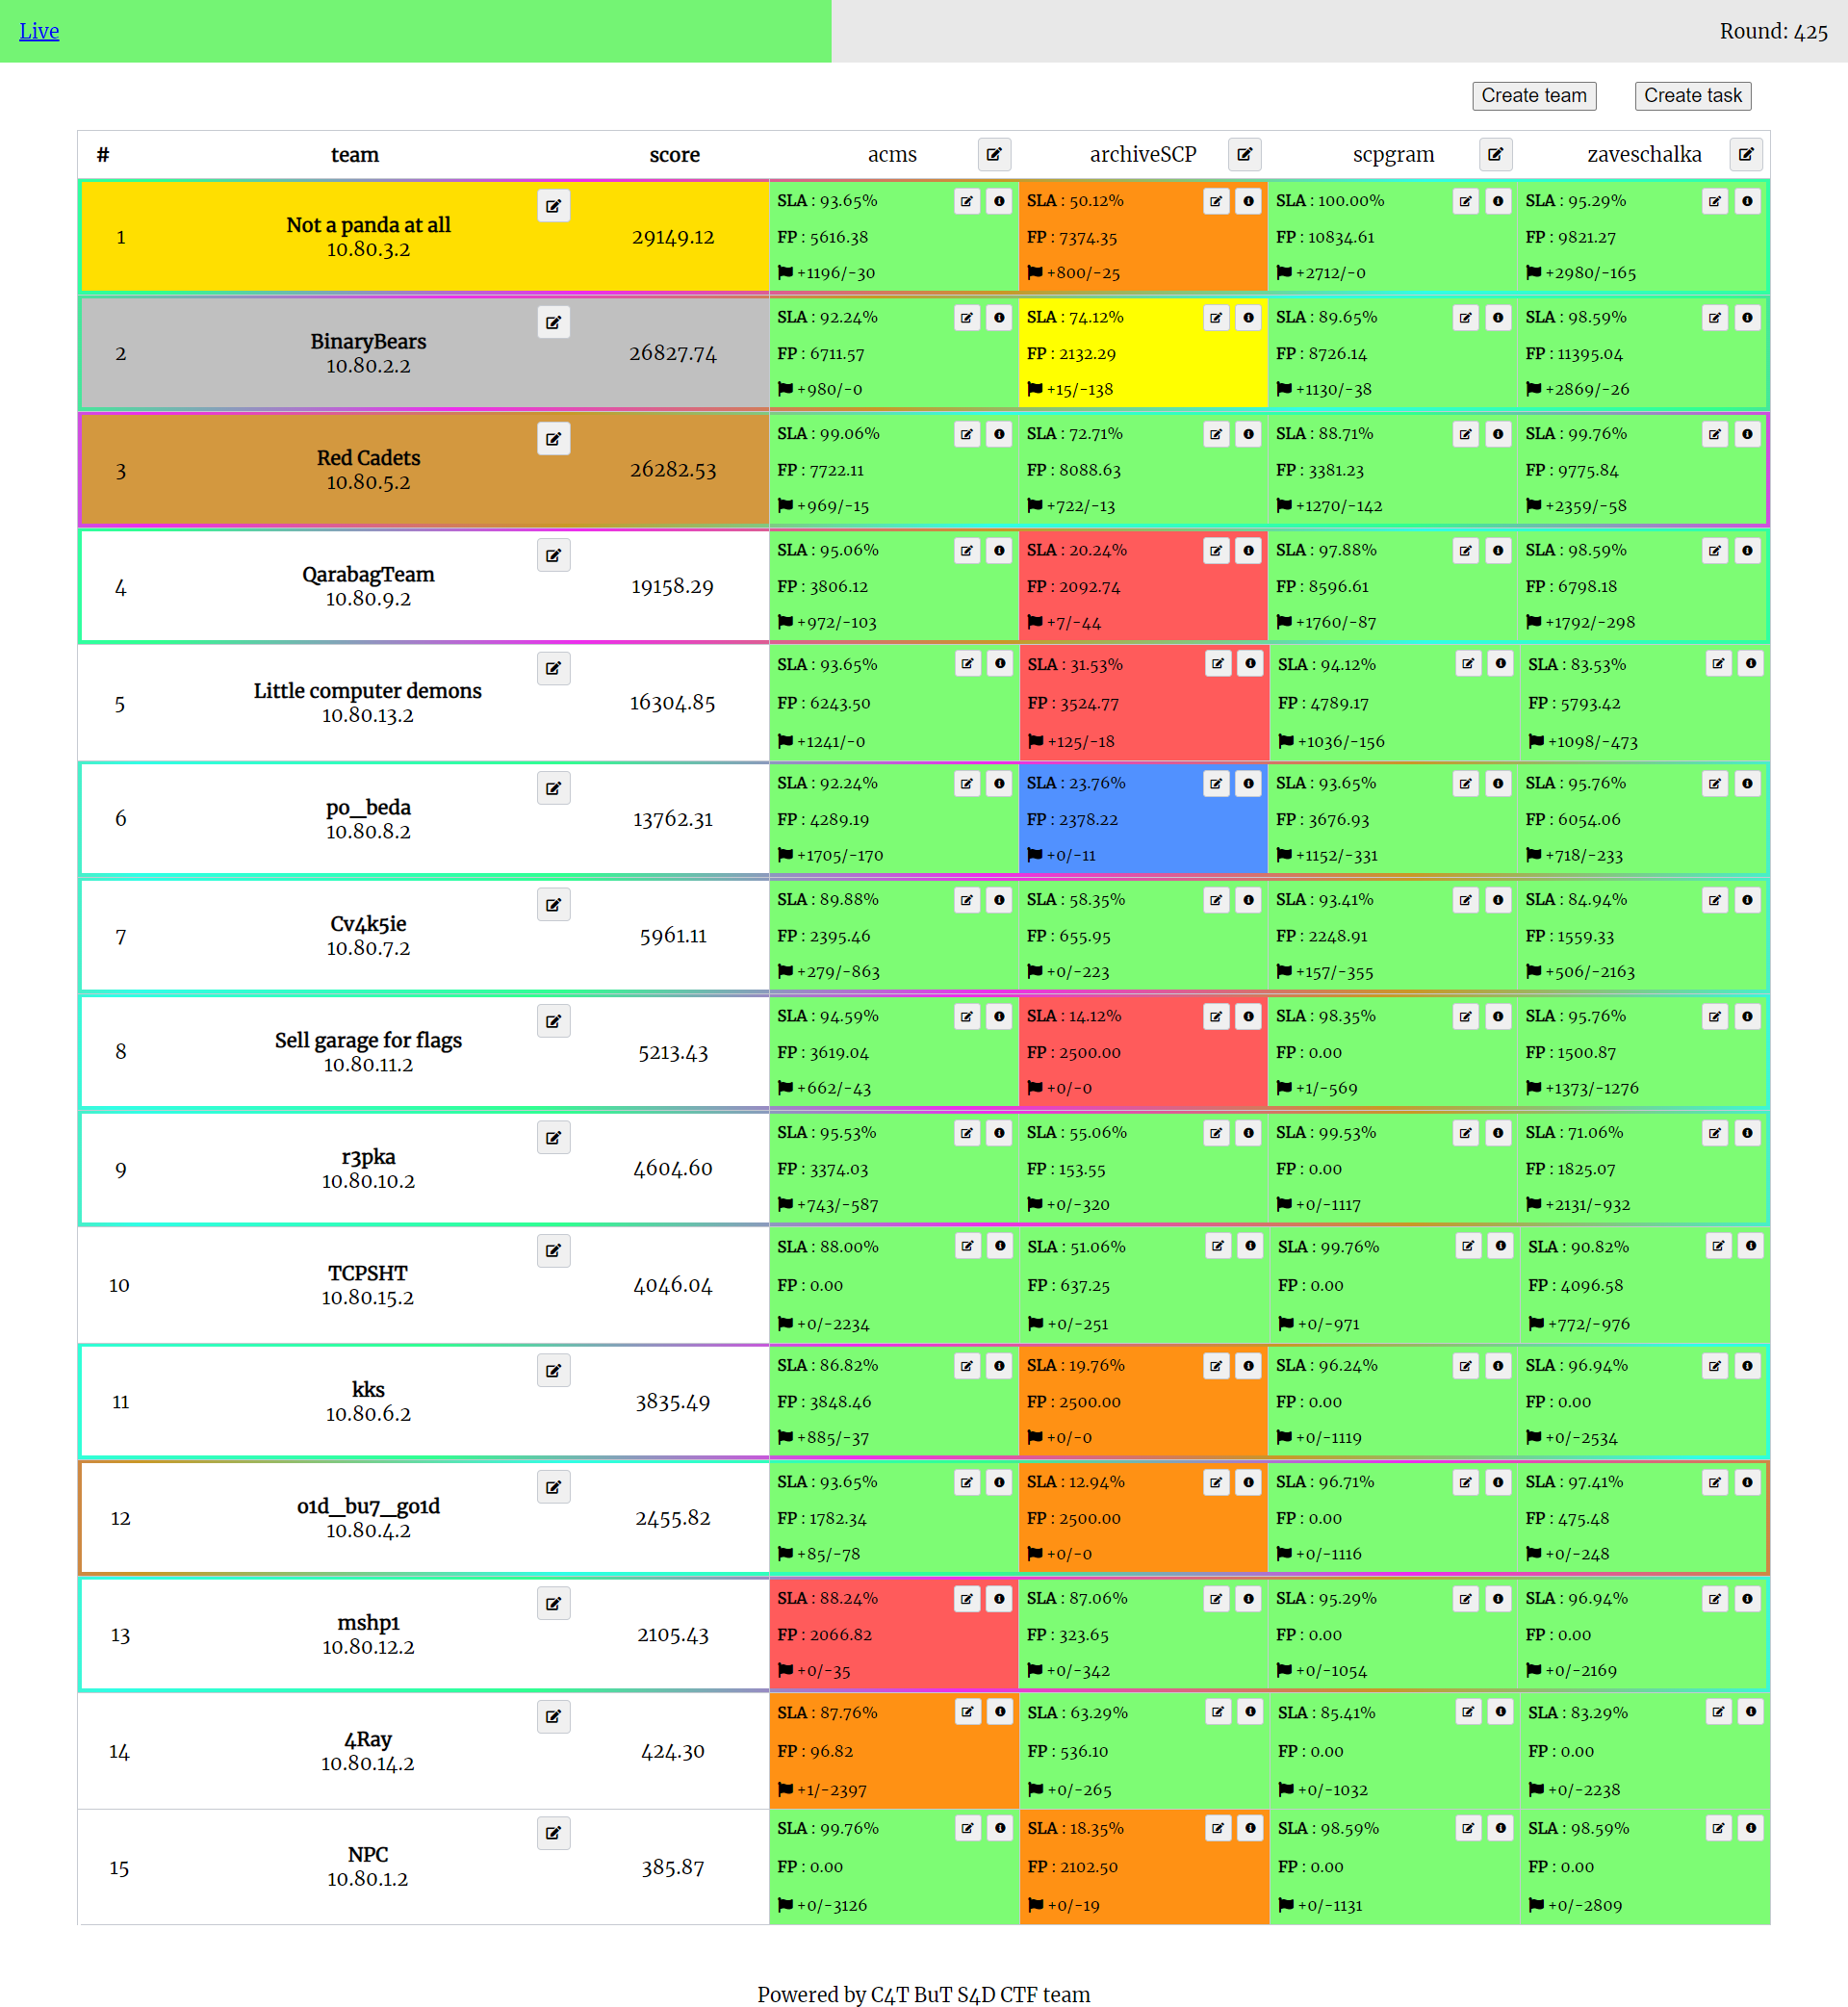 Live Round: 425
Create team Create task
# team score acms archiveSCP scpgram zaveschalka
1 Not a panda at all 10.80.3.2 29149.12
SLA : 93.65% SLA : 50.12% SLA : 100.00% SLA : 95.29%
FP : 5616.38 FP : 7374.35 FP : 10834.61 FP : 9821.27
+1196/-30 +800/-25 +2712/-0 +2980/-165
2 BinaryBears 10.80.2.2 26827.74
SLA : 92.24% SLA : 74.12% SLA : 89.65% SLA : 98.59%
FP : 6711.57 FP : 2132.29 FP : 8726.14 FP : 11395.04
+980/-0 +15/-138 +1130/-38 +2869/-26
3 Red Cadets 10.80.5.2 26282.53
SLA : 99.06% SLA : 72.71% SLA : 88.71% SLA : 99.76%
FP : 7722.11 FP : 8088.63 FP : 3381.23 FP : 9775.84
+969/-15 +722/-13 +1270/-142 +2359/-58
4 QarabagTeam 10.80.9.2 19158.29
SLA : 95.06% SLA : 20.24% SLA : 97.88% SLA : 98.59%
FP : 3806.12 FP : 2092.74 FP : 8596.61 FP : 6798.18
+972/-103 +7/-44 +1760/-87 +1792/-298
5 Little computer demons 10.80.13.2 16304.85
SLA : 93.65% SLA : 31.53% SLA : 94.12% SLA : 83.53%
FP : 6243.50 FP : 3524.77 FP : 4789.17 FP : 5793.42
+1241/-0 +125/-18 +1036/-156 +1098/-473
6 po_beda 10.80.8.2 13762.31
SLA : 92.24% SLA : 23.76% SLA : 93.65% SLA : 95.76%
FP : 4289.19 FP : 2378.22 FP : 3676.93 FP : 6054.06
+1705/-170 +0/-11 +1152/-331 +718/-233
7 Cv4k5ie 10.80.7.2 5961.11
SLA : 89.88% SLA : 58.35% SLA : 93.41% SLA : 84.94%
FP : 2395.46 FP : 655.95 FP : 2248.91 FP : 1559.33
+279/-863 +0/-223 +157/-355 +506/-2163
8 Sell garage for flags 10.80.11.2 5213.43
SLA : 94.59% SLA : 14.12% SLA : 98.35% SLA : 95.76%
FP : 3619.04 FP : 2500.00 FP : 0.00 FP : 1500.87
+662/-43 +0/-0 +1/-569 +1373/-1276
9 r3pka 10.80.10.2 4604.60
SLA : 95.53% SLA : 55.06% SLA : 99.53% SLA : 71.06%
FP : 3374.03 FP : 153.55 FP : 0.00 FP : 1825.07
+743/-587 +0/-320 +0/-1117 +2131/-932
10 TCPSHT 10.80.15.2 4046.04
SLA : 88.00% SLA : 51.06% SLA : 99.76% SLA : 90.82%
FP : 0.00 FP : 637.25 FP : 0.00 FP : 4096.58
+0/-2234 +0/-251 +0/-971 +772/-976
11 kks 10.80.6.2 3835.49
SLA : 86.82% SLA : 19.76% SLA : 96.24% SLA : 96.94%
FP : 3848.46 FP : 2500.00 FP : 0.00 FP : 0.00
+885/-37 +0/-0 +0/-1119 +0/-2534
12 o1d_bu7_go1d 10.80.4.2 2455.82
SLA : 93.65% SLA : 12.94% SLA : 96.71% SLA : 97.41%
FP : 1782.34 FP : 2500.00 FP : 0.00 FP : 475.48
+85/-78 +0/-0 +0/-1116 +0/-248
13 mshp1 10.80.12.2 2105.43
SLA : 88.24% SLA : 87.06% SLA : 95.29% SLA : 96.94%
FP : 2066.82 FP : 323.65 FP : 0.00 FP : 0.00
+0/-35 +0/-342 +0/-1054 +0/-2169
14 4Ray 10.80.14.2 424.30
SLA : 87.76% SLA : 63.29% SLA : 85.41% SLA : 83.29%
FP : 96.82 FP : 536.10 FP : 0.00 FP : 0.00
+1/-2397 +0/-265 +0/-1032 +0/-2238
15 NPC 10.80.1.2 385.87
SLA : 99.76% SLA : 18.35% SLA : 98.59% SLA : 98.59%
FP : 0.00 FP : 2102.50 FP : 0.00 FP : 0.00
+0/-3126 +0/-19 +0/-1131 +0/-2809
Powered by C4T BuT S4D CTF team